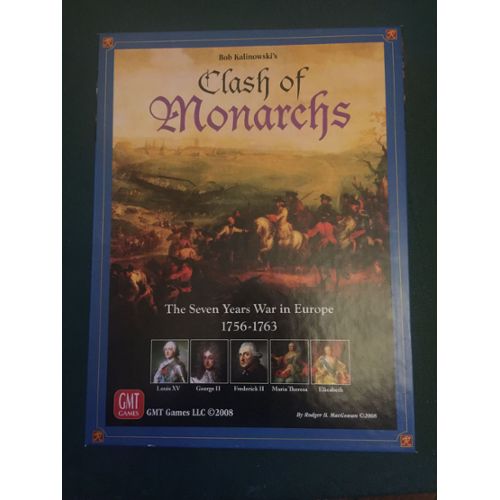 Bob Kalinowski's
Clash of
Monarchs
The Seven Years War in Europe
1756-1763
Louis XV George II Frederick II Maria Theresa Elizabeth
GMT
GAMES
GMT Games LLC ©2008
By Rodger B. MacGowan ©2008